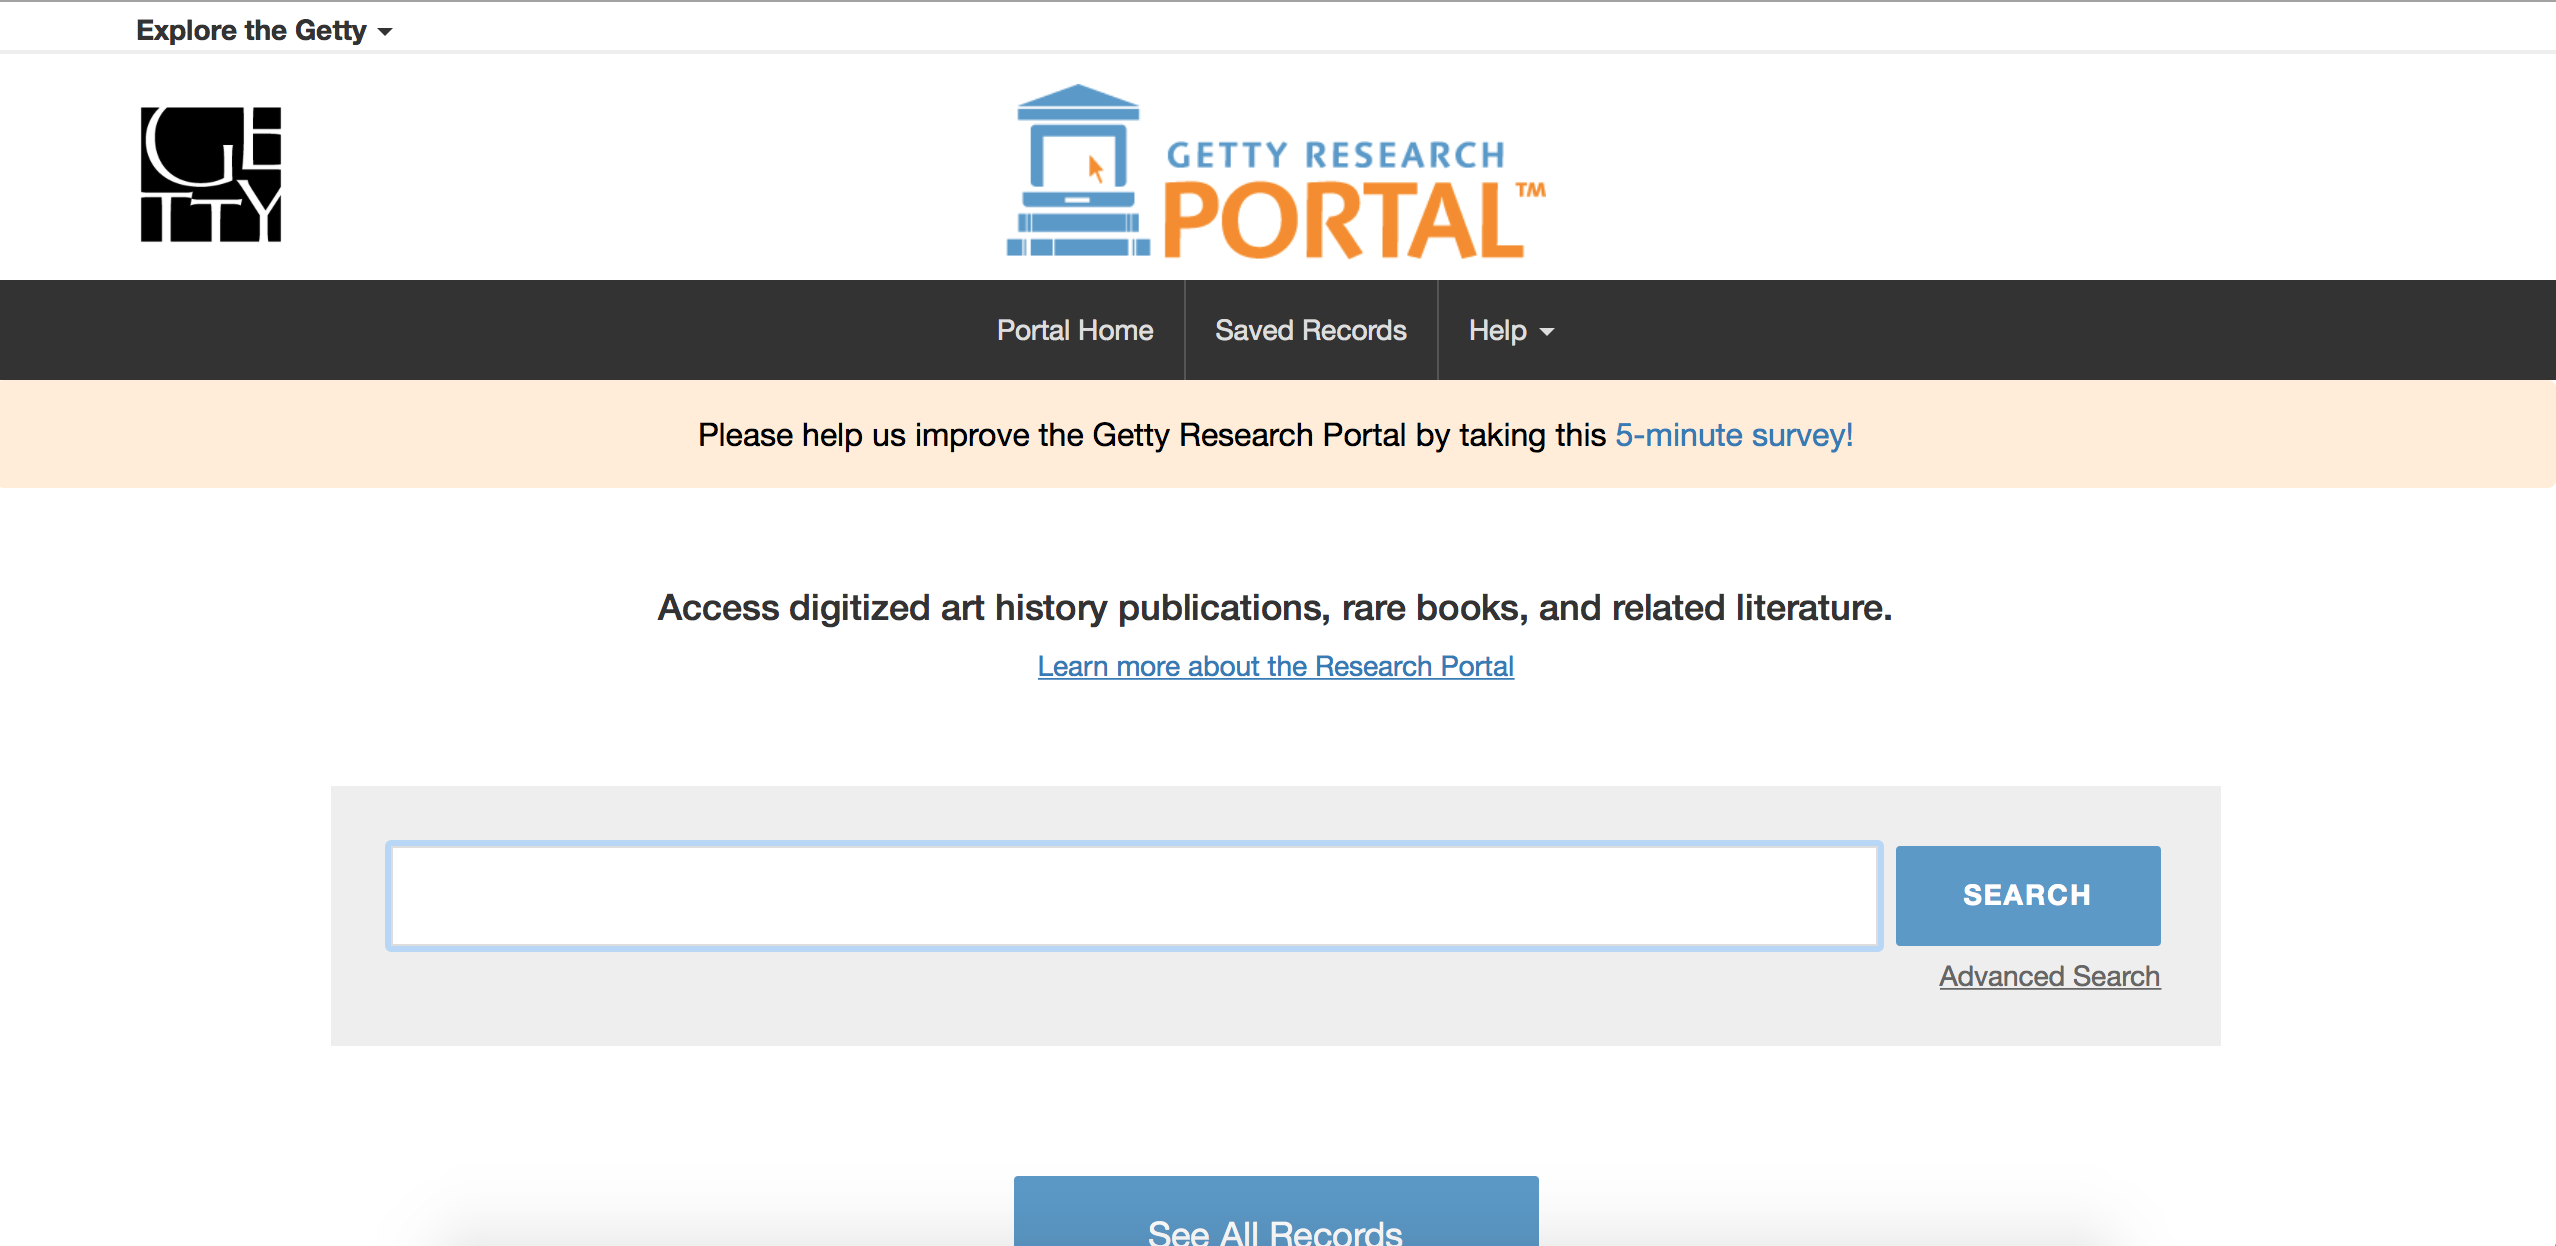 Explore the Getty
GETTY
GETTY RESEARCH
PORTAL™
Portal Home
Saved Records
Help
Please help us improve the Getty Research Portal by taking this 5-minute survey!
Access digitized art history publications, rare books, and related literature.
Learn more about the Research Portal
SEARCH
Advanced Search
See All Records